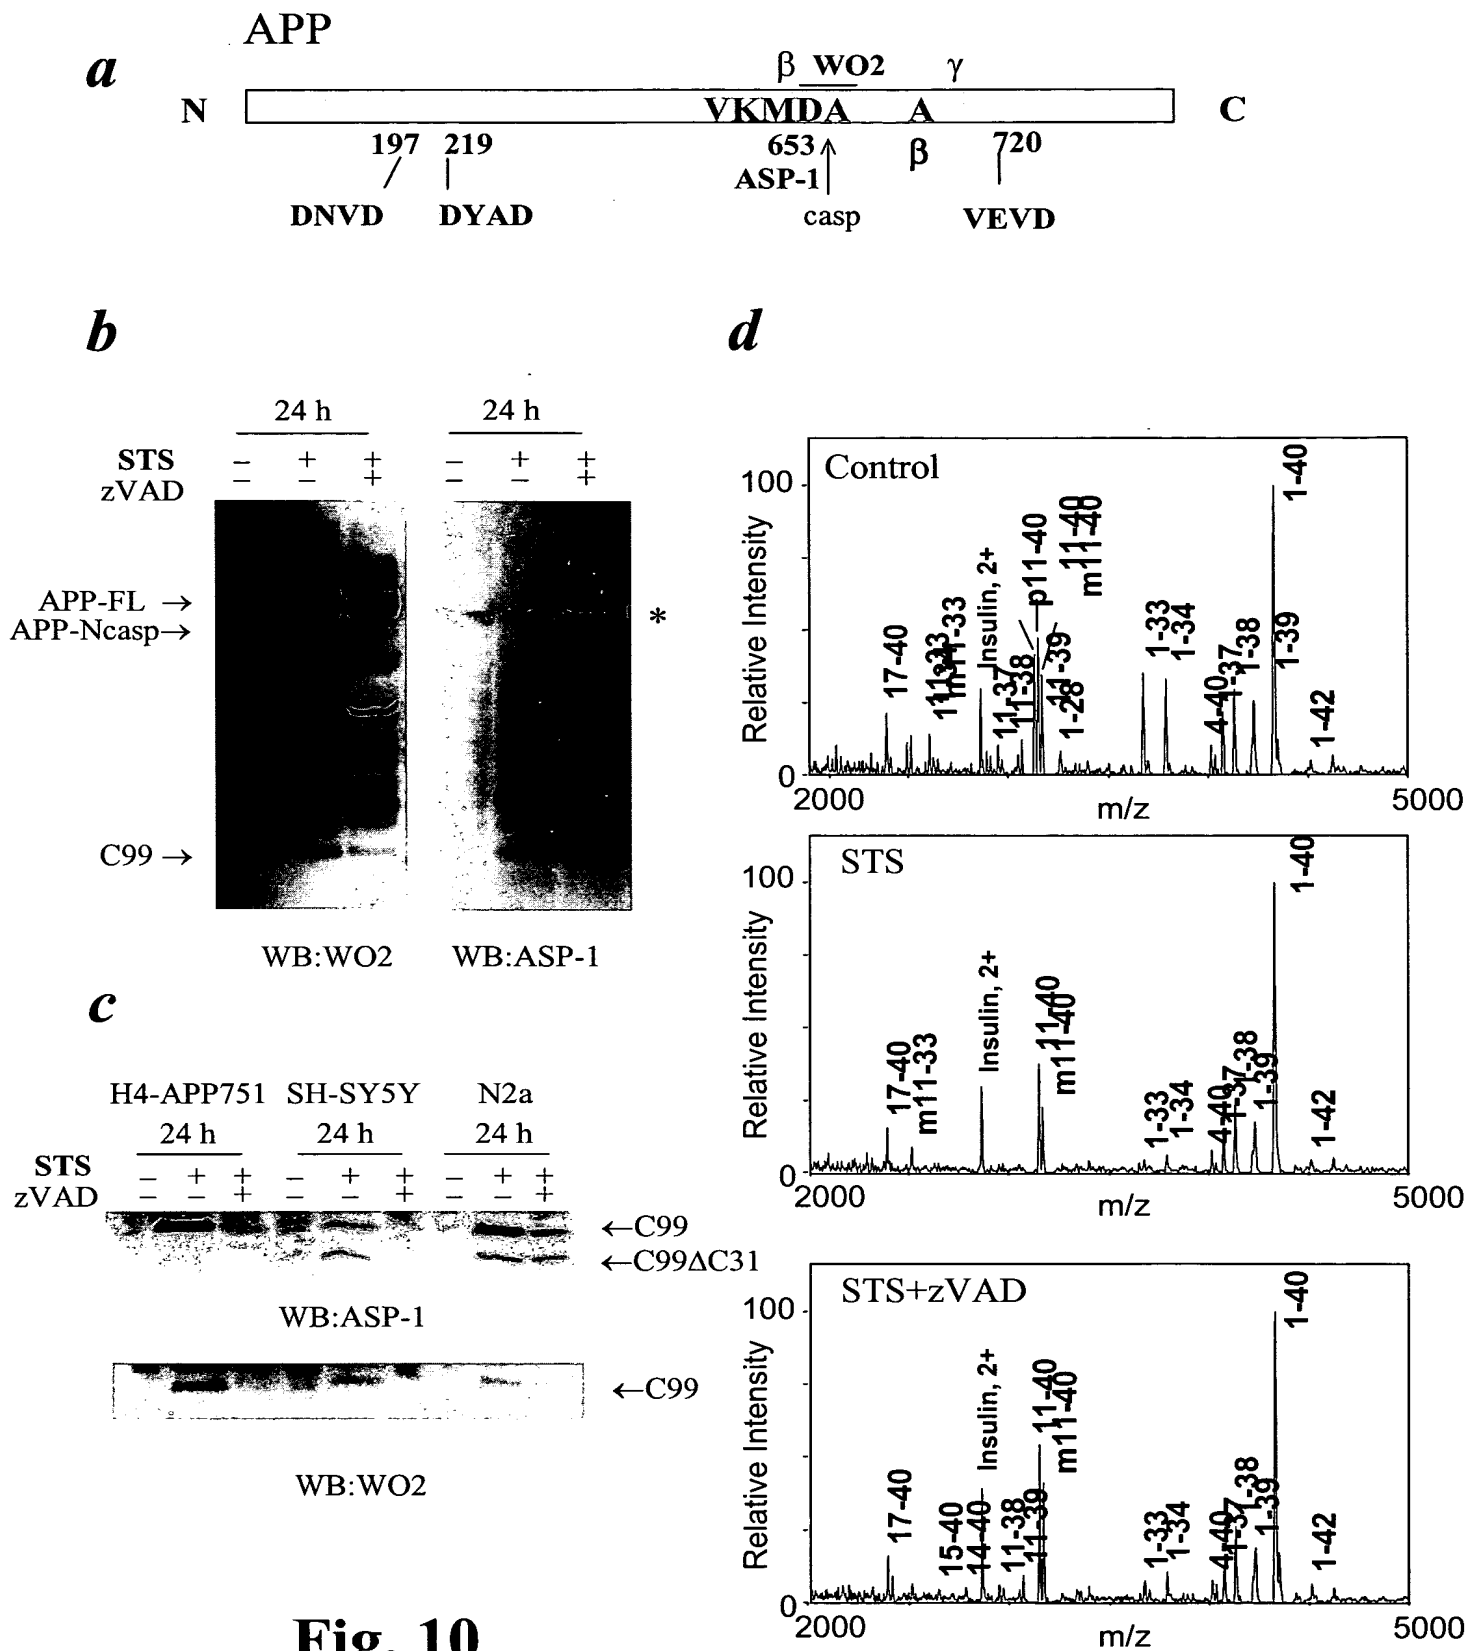 APP
a
β WO2 γ
N VKMDA A C
197 219 653 β 720
ASP-1
DNVD DYAD casp VEVD
b
24 h 24 h
STS – + + – + +
zVAD – – + – – +
APP-FL →
APP-Ncasp→
*
C99 →
WB:WO2 WB:ASP-1
c
H4-APP751 SH-SY5Y N2a
24 h 24 h 24 h
STS – + + – + + – + +
zVAD – – + – – + – – +
←C99
←C99ΔC31
WB:ASP-1
←C99
WB:WO2
d
Control
100
0
Relative Intensity
17-40
11-33
m11-33
Insulin, 2+
11-37
11-38
p11-40
11-40
m11-40
11-39
1-28
1-33
1-34
4-40
1-37
1-38
1-40
1-39
1-42
2000 m/z 5000
STS
100
0
Relative Intensity
17-40
m11-33
Insulin, 2+
11-40
m11-40
1-33
1-34
4-40
1-37
1-38
1-39
1-40
1-42
2000 m/z 5000
STS+zVAD
100
0
Relative Intensity
17-40
15-40
14-40
Insulin, 2+
11-38
11-39
11-40
m11-40
1-33
1-34
4-40
1-37
1-38
1-39
1-40
1-42
2000 m/z 5000
Fig. 10